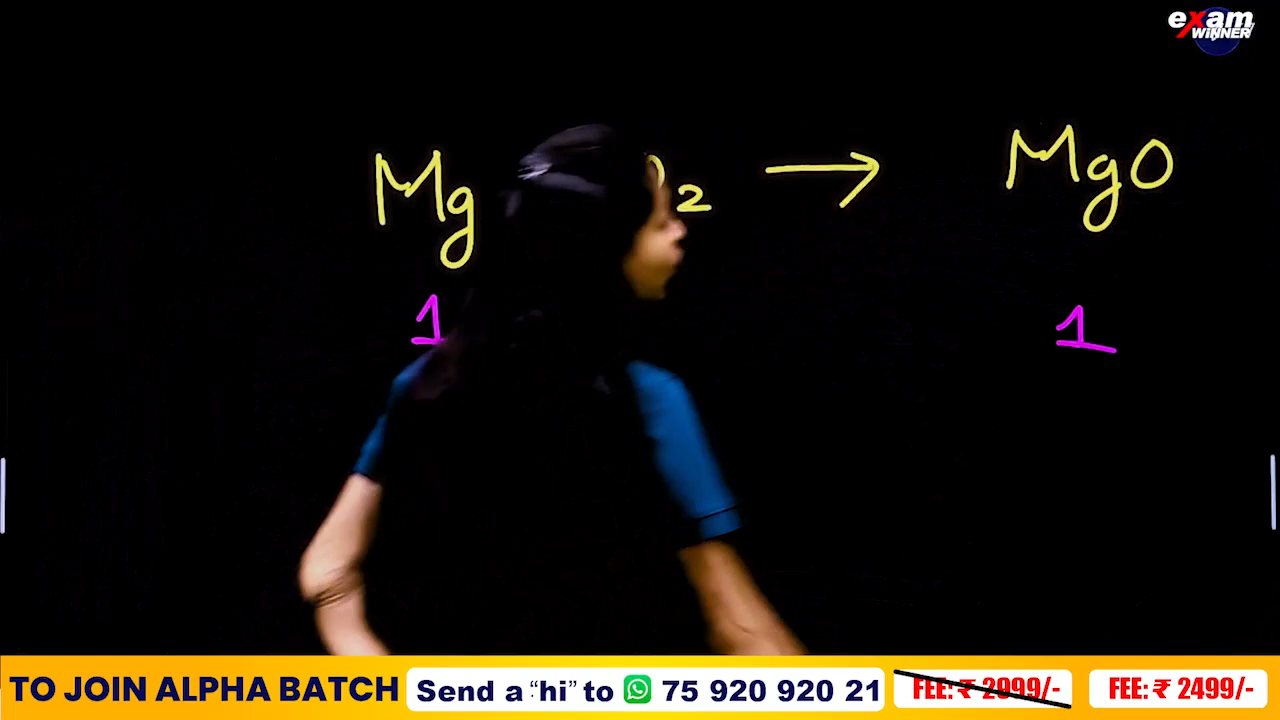 exam
WINNER
Mg O₂ → MgO
1 1
TO JOIN ALPHA BATCH Send a “hi” to 75 920 920 21 FEE: ₹ 2999/- FEE: ₹ 2499/-